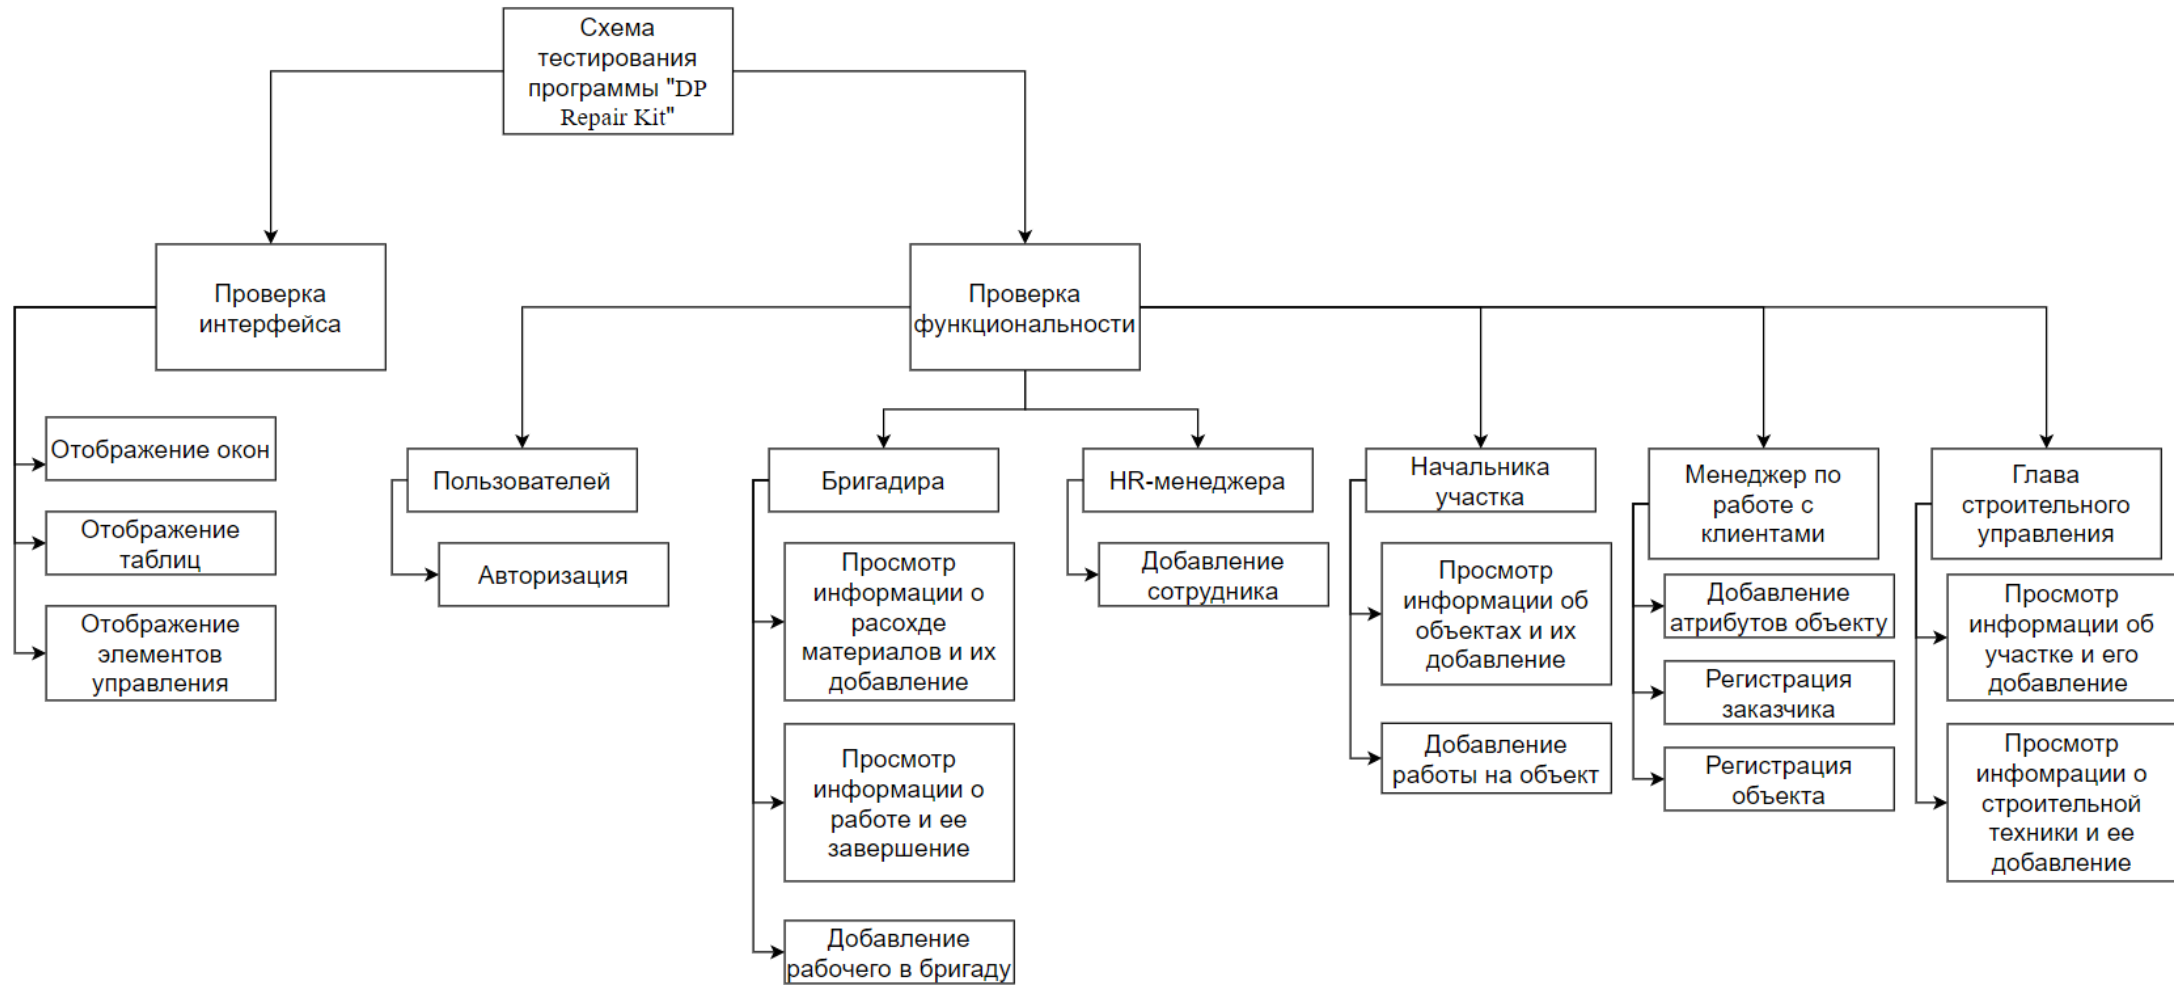 Схема
тестирования
программы "DP
Repair Kit"
Проверка
интерфейса
Проверка
функциональности
Отображение окон
Отображение
таблиц
Отображение
элементов
управления
Пользователей
Авторизация
Бригадира
Просмотр
информации о
расохде
материалов и их
добавление
Просмотр
информации о
работе и ее
завершение
Добавление
рабочего в бригаду
HR-менеджера
Добавление
сотрудника
Начальника
участка
Просмотр
информации об
объектах и их
добавление
Добавление
работы на объект
Менеджер по
работе с
клиентами
Добавление
атрибутов объекту
Регистрация
заказчика
Регистрация
объекта
Глава
строительного
управления
Просмотр
информации об
участке и его
добавление
Просмотр
инфомрации о
строительной
техники и ее
добавление